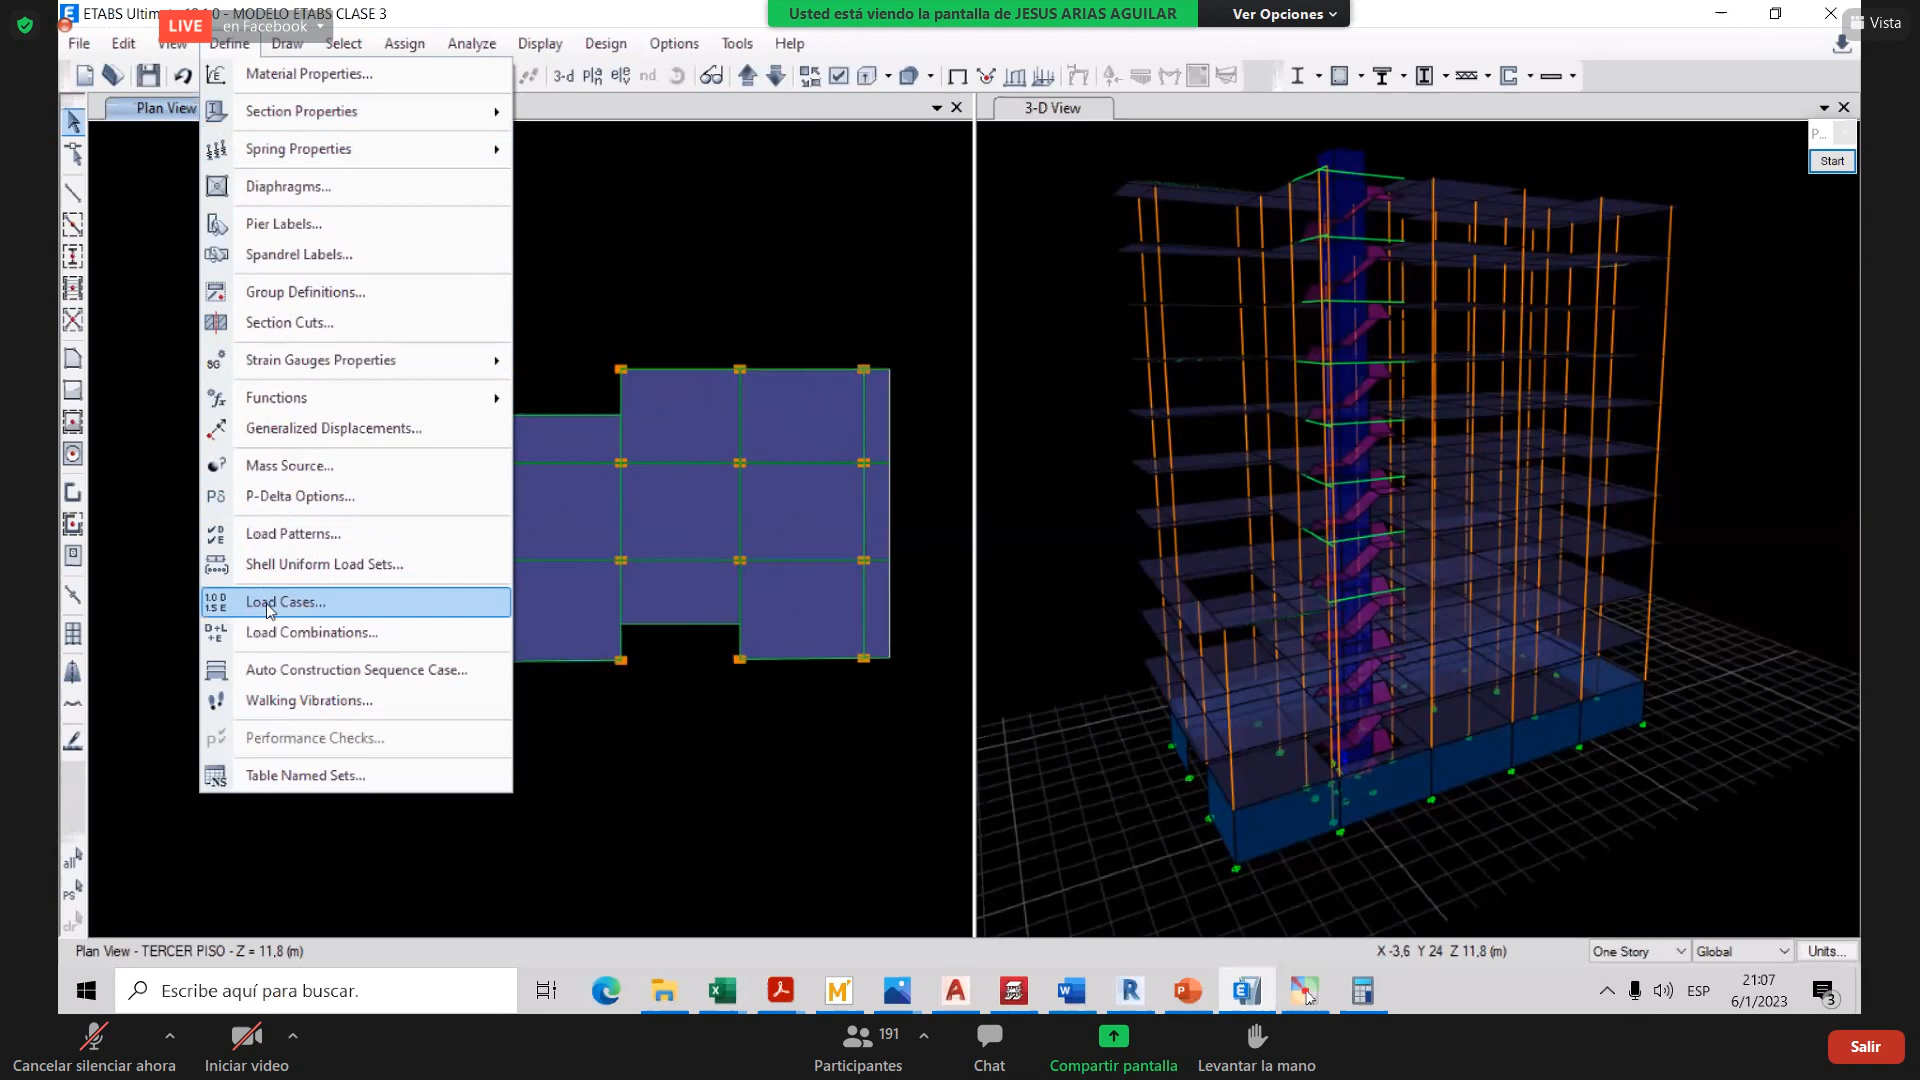 ETABS Ultim
- MODELO ETABS CLASE 3
LIVE
en Facebook
Usted está viendo la pantalla de JESUS ARIAS AGUILAR
Ver Opciones
Vista
File
Edit
View
Define
Draw
Select
Assign
Analyze
Display
Design
Options
Tools
Help
3-d
nd
Plan View
3-D View
P...
Start
Material Properties...
Section Properties
Spring Properties
Diaphragms...
Pier Labels...
Spandrel Labels...
Group Definitions...
Section Cuts...
Strain Gauges Properties
Functions
Generalized Displacements...
Mass Source...
P-Delta Options...
Load Patterns...
Shell Uniform Load Sets...
Load Cases...
Load Combinations...
Auto Construction Sequence Case...
Walking Vibrations...
Performance Checks...
Table Named Sets...
all
PS
Plan View - TERCER PISO - Z = 11,8 (m)
X -3,6 Y 24 Z 11,8 (m)
One Story
Global
Units...
Escribe aquí para buscar.
ESP
21:07
6/1/2023
3
Cancelar silenciar ahora
Iniciar video
191
Participantes
Chat
Compartir pantalla
Levantar la mano
Salir